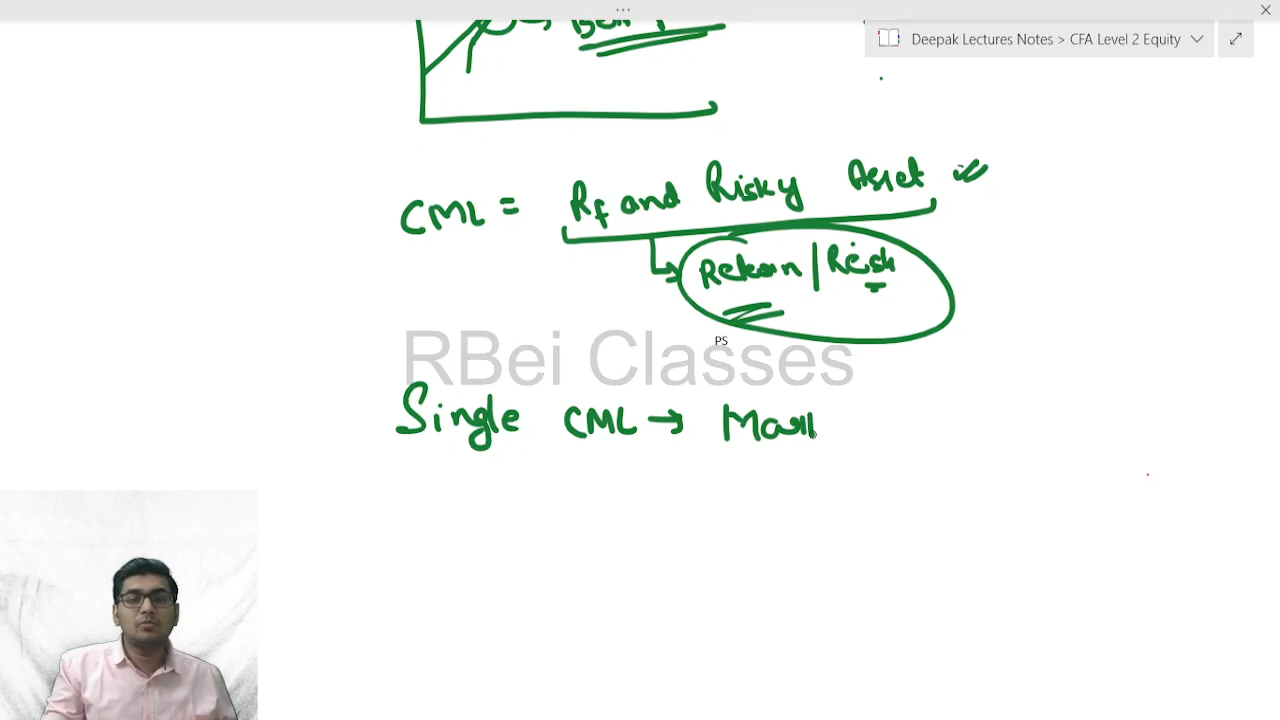 Deepak Lectures Notes > CFA Level 2 Equity
CML = Rf and Risky Asset
Return | Risk
PS
RBei Classes
Single CML →